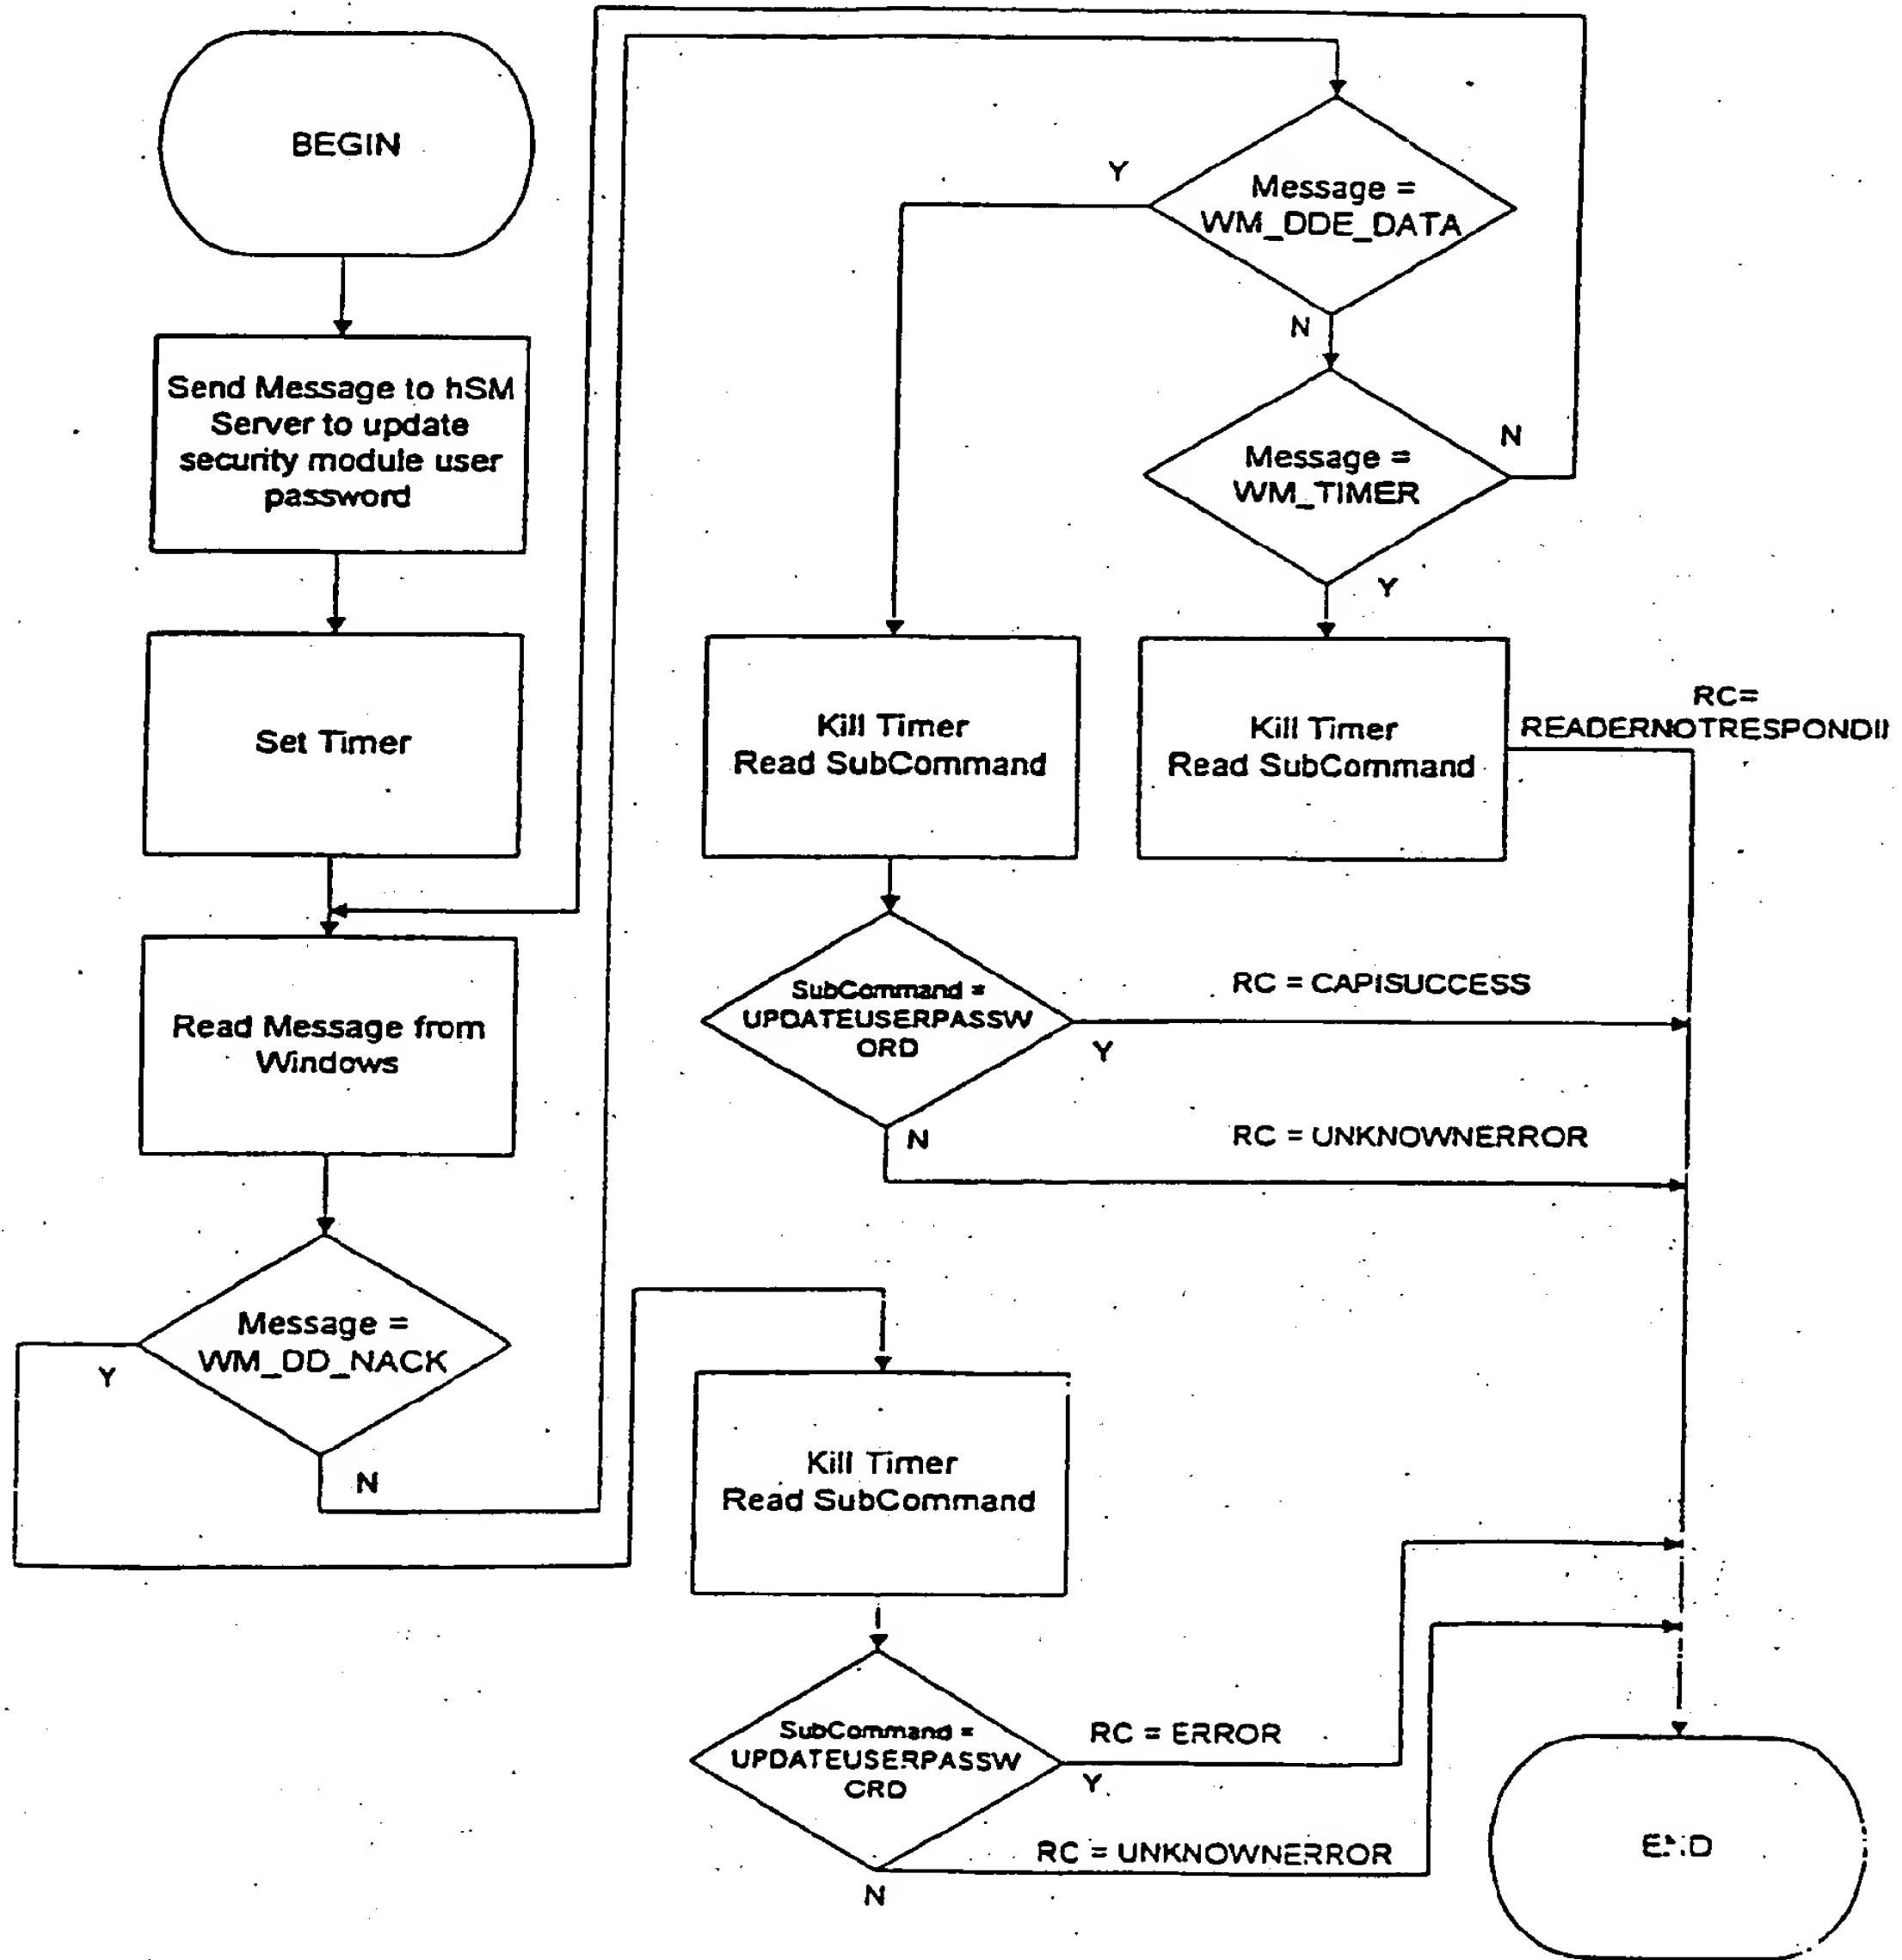 BEGIN
Send Message to hSM
Server to update
security module user
password
Set Timer
Read Message from
Windows
Message =
WM_DD_NACK
Y
N
Message =
WM_DDE_DATA
Y
N
Message =
WM_TIMER
N
Y
Kill Timer
Read SubCommand
Kill Timer
Read SubCommand
RC=
READERNOTRESPONDII
SubCommand =
UPDATEUSERPASSW
ORD
Y
RC = CAPISUCCESS
N
RC = UNKNOWNERROR
Kill Timer
Read SubCommand
SubCommand =
UPDATEUSERPASSW
CRD
RC = ERROR
Y
RC = UNKNOWNERROR
N
END